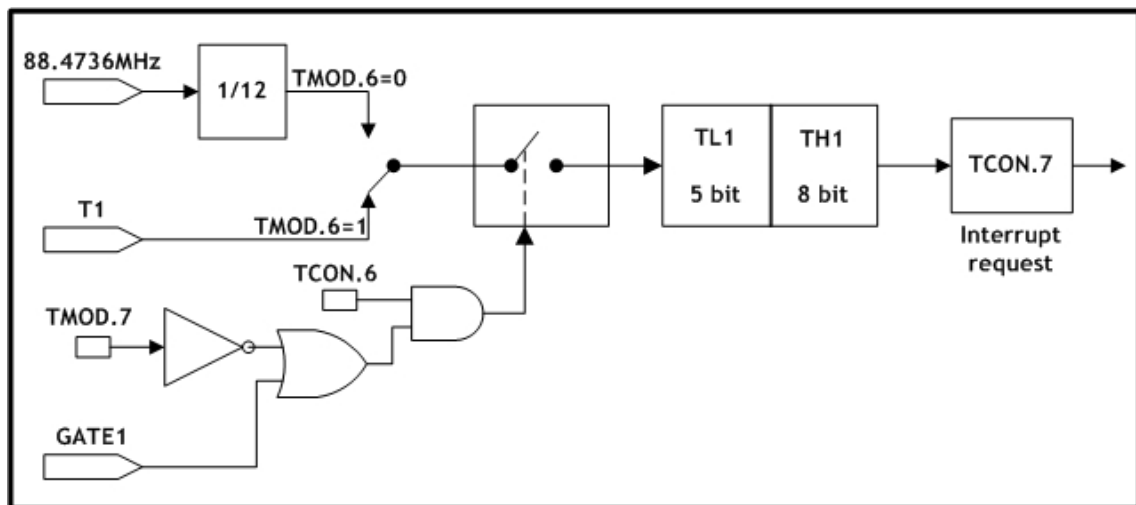 88.4736MHz
1/12
TMOD.6=0
T1
TMOD.6=1
TL1
5 bit
TH1
8 bit
TCON.7
Interrupt
request
TCON.6
TMOD.7
GATE1